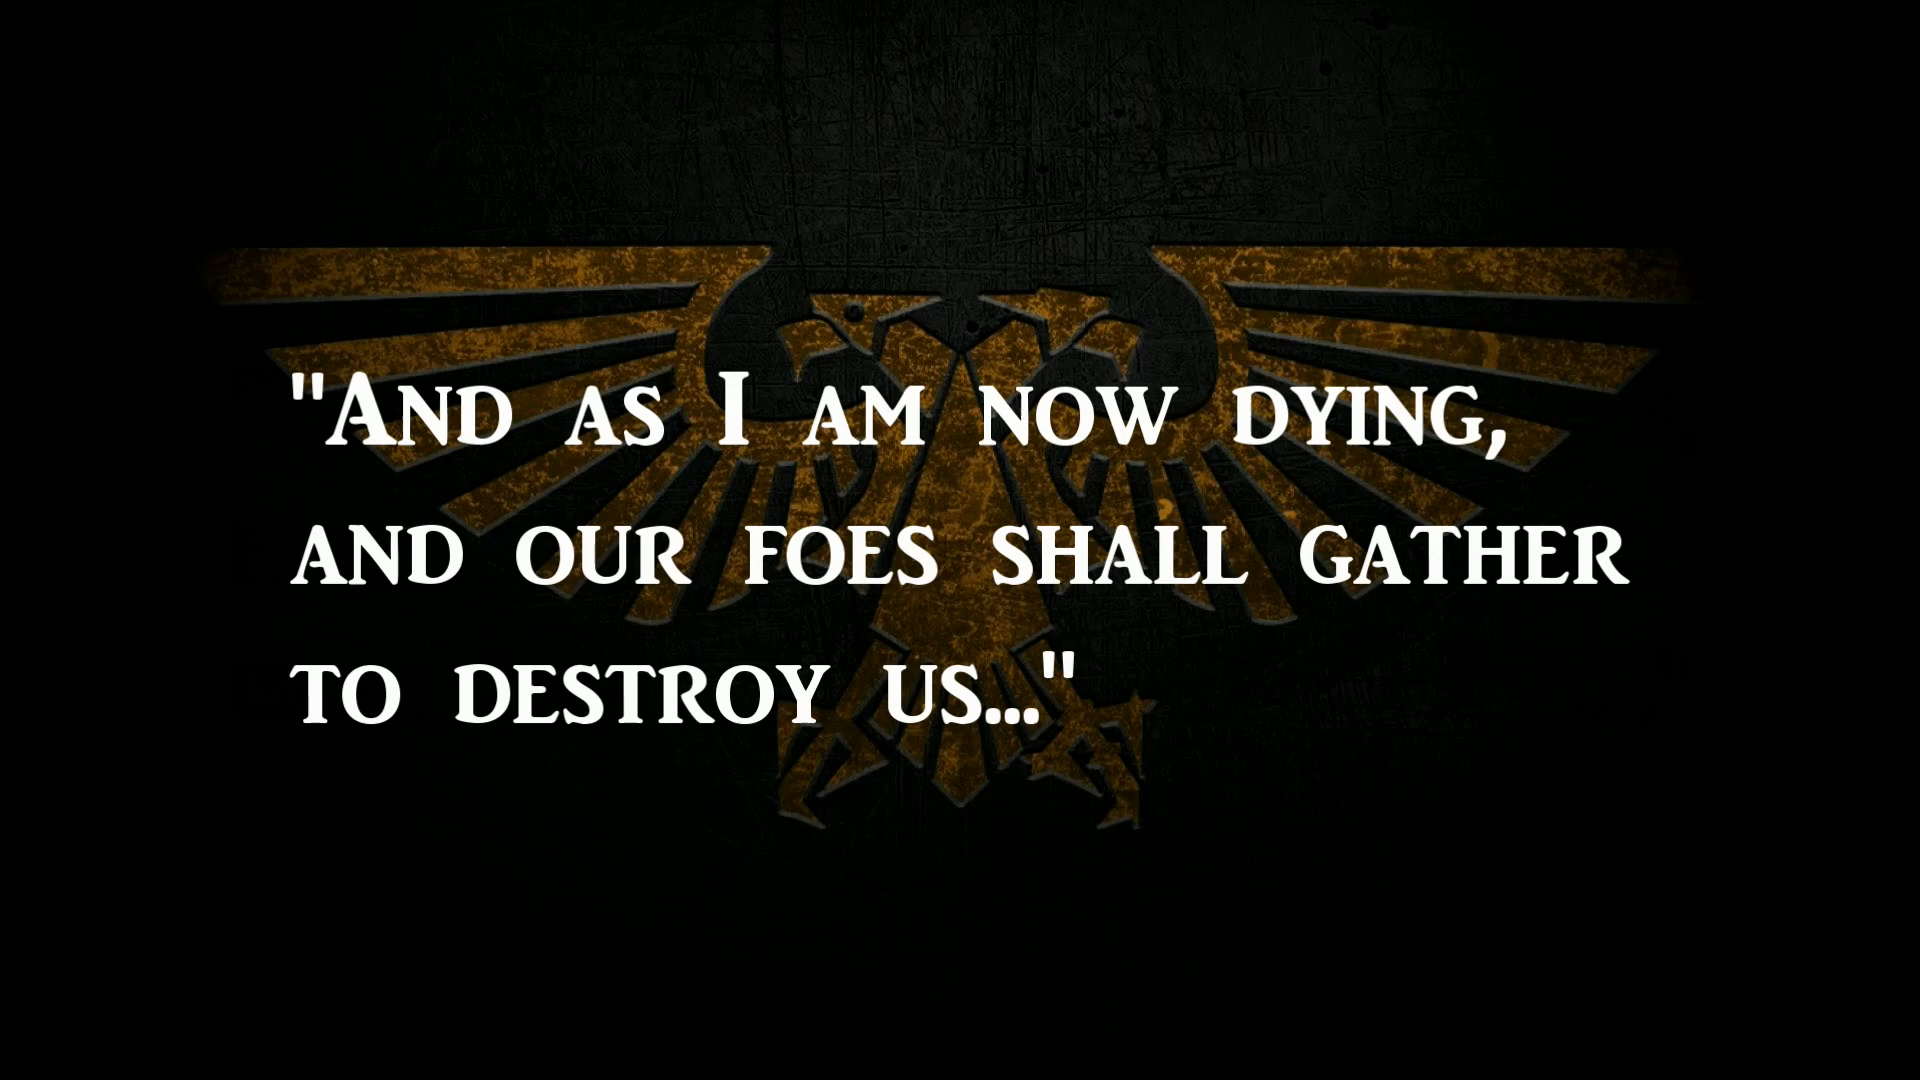 "And as I am now dying,
and our foes shall gather
to destroy us..."